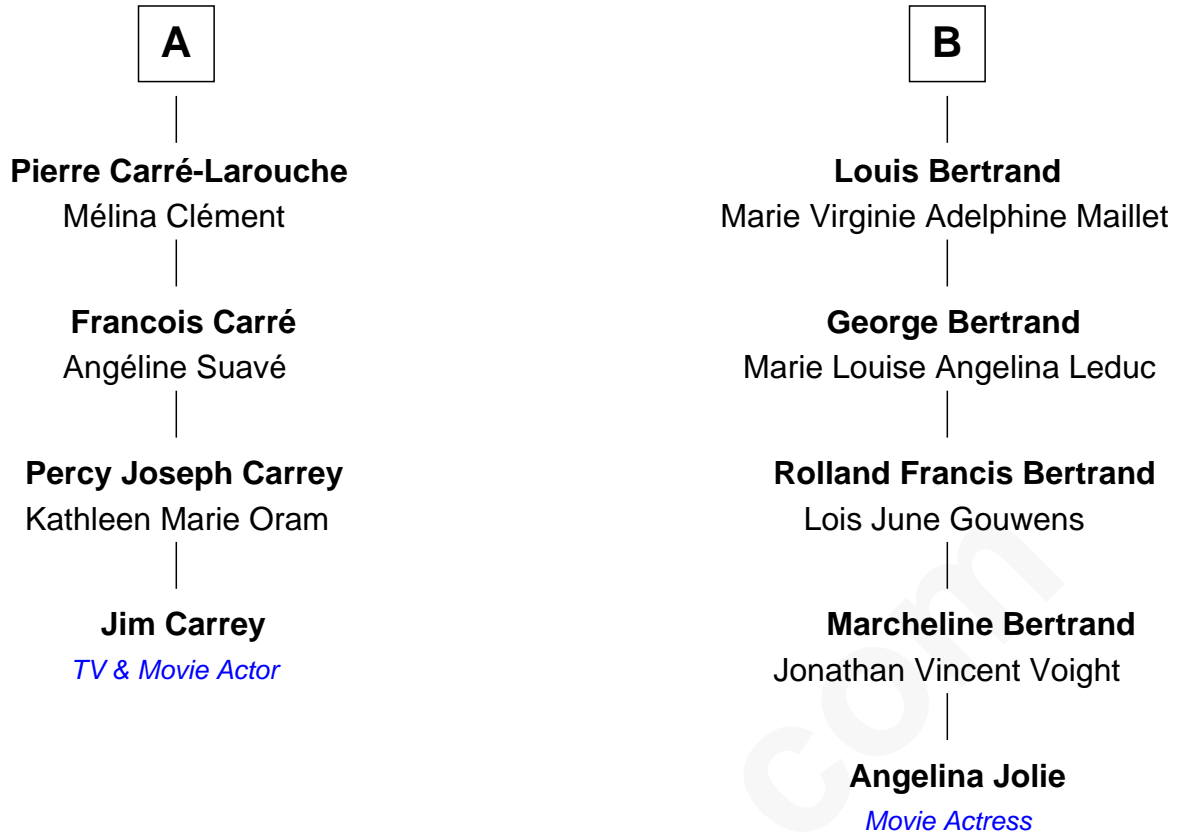 A
Pierre Carré-Larouche
Mélina Clément
Francois Carré
Angéline Suavé
Percy Joseph Carrey
Kathleen Marie Oram
Jim Carrey
TV & Movie Actor
B
Louis Bertrand
Marie Virginie Adelphine Maillet
George Bertrand
Marie Louise Angelina Leduc
Rolland Francis Bertrand
Lois June Gouwens
Marcheline Bertrand
Jonathan Vincent Voight
Angelina Jolie
Movie Actress
com